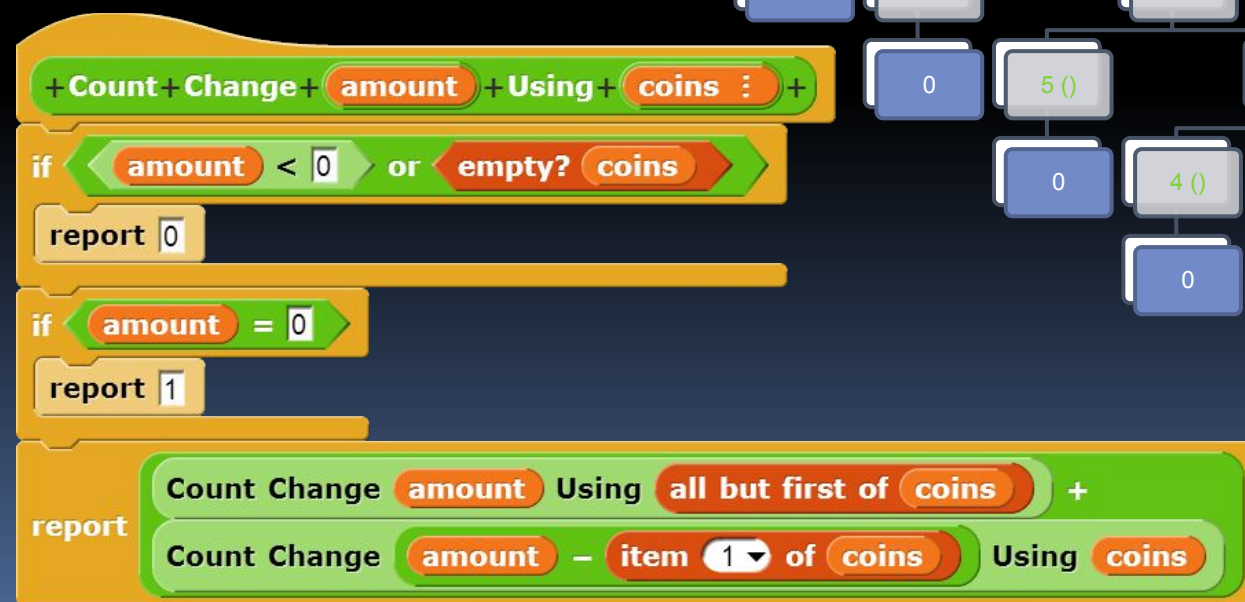 +Count+Change+ amount +Using+ coins ⋮ +
if amount < 0 or empty? coins
report 0
if amount = 0
report 1
report
Count Change amount Using all but first of coins +
Count Change amount – item 1 of coins Using coins
0
5 ()
0
4 ()
0